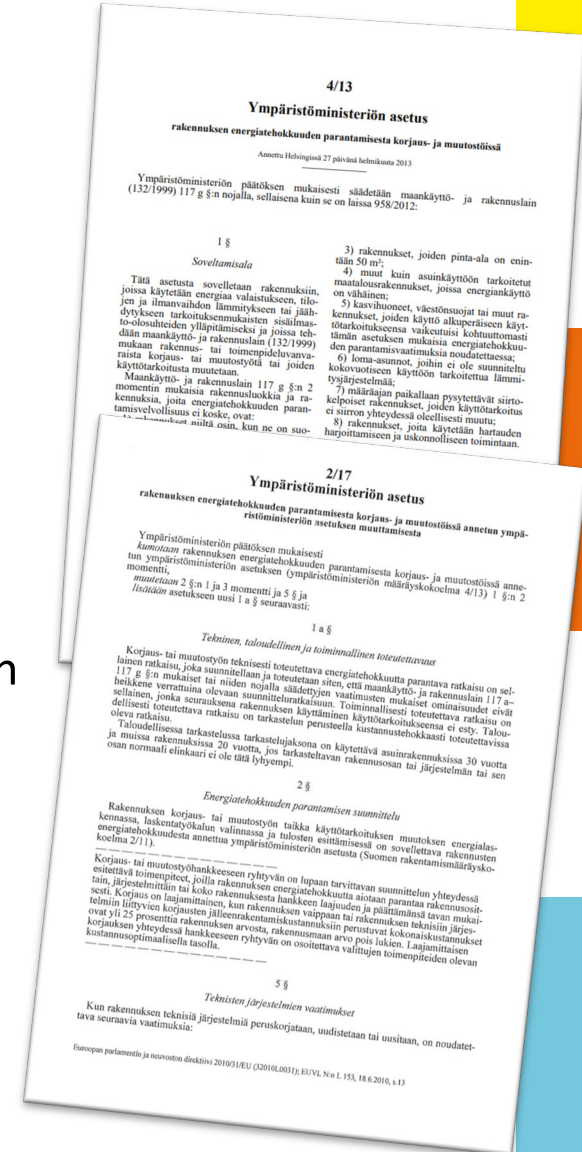 4/13
Ympäristöministeriön asetus
rakennuksen energiatehokkuuden parantamisesta korjaus- ja muutostöissä
Annettu Helsingissä 27 päivänä helmikuuta 2013
Ympäristöministeriön päätöksen mukaisesti säädetään maankäyttö- ja rakennuslain
(132/1999) 117 g §:n nojalla, sellaisena kuin se on laissa 958/2012:
1 §
Soveltamisala
Tätä asetusta sovelletaan rakennuksiin,
joissa käytetään energiaa valaistukseen, tilo-
jen ja ilmanvaihdon lämmitykseen tai jääh-
dytykseen tarkoituksenmukaisten sisäilmas-
to-olosuhteiden ylläpitämiseksi ja joissa teh-
dään maankäyttö- ja rakennuslain (132/1999)
mukaan rakennus- tai toimenpideluvanva-
raista korjaus- tai muutostyötä tai joiden
käyttötarkoitusta muutetaan.
Maankäyttö- ja rakennuslain 117 g §:n 2
momentin mukaisia rakennusluokkia ja ra-
kennuksia, joita energiatehokkuuden paran-
tamisvelvollisuus ei koske, ovat:
rakennukset niiltä osin, kun ne on suo-
3) rakennukset, joiden pinta-ala on enin-
tään 50 m²;
4) muut kuin asuinkäyttöön tarkoitetut
maatalousrakennukset, joissa energiankäyttö
on vähäinen;
5) kasvihuoneet, väestönsuojat tai muut ra-
kennukset, joiden käyttö alkuperäiseen käyt-
tötarkoitukseensa vaikeutuisi kohtuuttomasti
tämän asetuksen mukaisia energiatehokkuu-
den parantamisvaatimuksia noudatettaessa;
6) loma-asunnot, joihin ei ole suunniteltu
kokovuotiseen käyttöön tarkoitettua lämmi-
tysjärjestelmää;
7) määräajan paikallaan pysytettävät siirto-
kelpoiset rakennukset, joiden käyttötarkoitus
ei siirron yhteydessä oleellisesti muutu;
8) rakennukset, joita käytetään hartauden
harjoittamiseen ja uskonnolliseen toimintaan.
2/17
Ympäristöministeriön asetus
rakennuksen energiatehokkuuden parantamisesta korjaus- ja muutostöissä annetun ympä-
ristöministeriön asetuksen muuttamisesta
Ympäristöministeriön päätöksen mukaisesti
kumotaan rakennuksen energiatehokkuuden parantamisesta korjaus- ja muutostöissä anne-
tun ympäristöministeriön asetuksen (ympäristöministeriön määräyskokoelma 4/13) 1 §:n 2
momentti,
muutetaan 2 §:n 1 ja 3 momentti ja 5 § ja
lisätään asetukseen uusi 1 a § seuraavasti:
1 a §
Tekninen, taloudellinen ja toiminnallinen toteutettavuus
Korjaus- tai muutostyön teknisesti toteutettava energiatehokkuutta parantava ratkaisu on sel-
lainen ratkaisu, joka suunnitellaan ja toteutetaan siten, että maankäyttö- ja rakennuslain 117 a–
117 g §:n mukaiset tai niiden nojalla säädettyjen vaatimusten mukaiset ominaisuudet eivät
heikkene verrattuina olevaan suunnitteluratkaisuun. Toiminnallisesti toteutettava ratkaisu on
sellainen, jonka seurauksena rakennuksen käyttäminen käyttötarkoitukseensa ei esty. Talou-
dellisesti toteutettava ratkaisu on tarkastelun perusteella kustannustehokkaasti toteutettavissa
oleva ratkaisu.
Taloudellisessa tarkastelussa tarkastelujaksona on käytettävä asuinrakennuksissa 30 vuotta
ja muissa rakennuksissa 20 vuotta, jos tarkasteltavan rakennusosan tai järjestelmän tai sen
osan normaali elinkaari ei ole tätä lyhyempi.
2 §
Energiatehokkuuden parantamisen suunnittelu
Rakennuksen korjaus- tai muutostyön taikka käyttötarkoituksen muutoksen energialas-
kennassa, laskentatyökalun valinnassa ja tulosten esittämisessä on sovellettava rakennusten
energiatehokkuudesta annettua ympäristöministeriön asetusta (Suomen rakentamismääräysko-
koelma 2/11).
Korjaus- tai muutostyöhankkeeseen ryhtyvän on lupaan tarvittavan suunnittelun yhteydessä
esitettävä toimenpiteet, joilla rakennuksen energiatehokkuutta aiotaan parantaa rakennusosit-
tain, järjestelmittäin tai koko rakennuksesta hankkeen laajuuden ja päättämänsä tavan mukai-
sesti. Korjaus on laajamittainen, kun rakennuksen vaippaan tai rakennuksen teknisiin järjes-
telmiin liittyvien korjausten jälleenrakentamiskustannuksiin perustuvat kokonaiskustannukset
ovat yli 25 prosenttia rakennuksen arvosta, rakennusmaan arvo pois lukien. Laajamittaisen
korjauksen yhteydessä hankkeeseen ryhtyvän on osoitettava valittujen toimenpiteiden olevan
kustannusoptimaalisella tasolla.
5 §
Teknisten järjestelmien vaatimukset
Kun rakennuksen teknisiä järjestelmiä peruskorjataan, uudistetaan tai uusitaan, on noudatet-
tava seuraavia vaatimuksia:
Euroopan parlamentin ja neuvoston direktiivi 2010/31/EU (32010L0031); EUVL N:o L 153, 18.6.2010, s.13
n